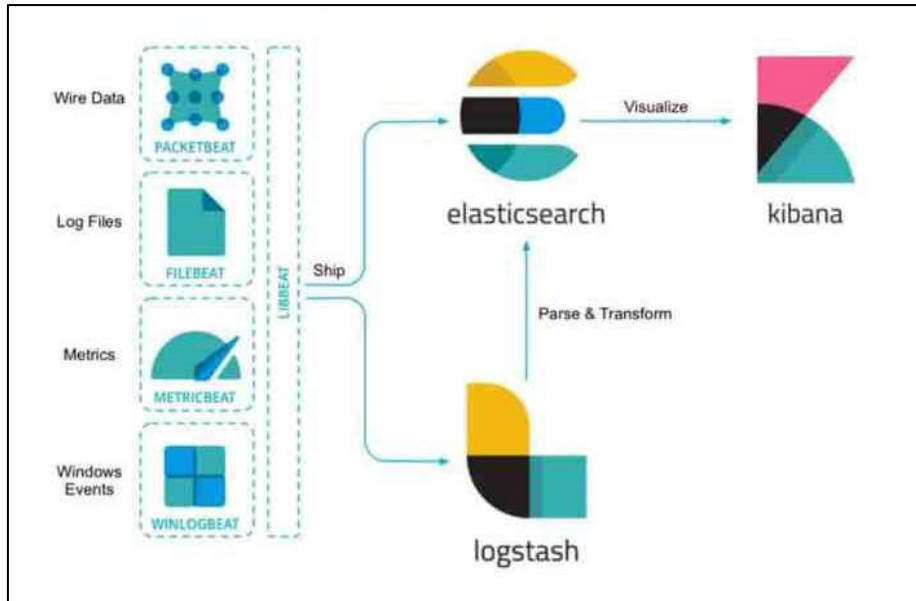 Wire Data
PACKETBEAT
Log Files
FILEBEAT
Metrics
METRICBEAT
Windows
Events
WINLOGBEAT
LIBBEAT
Ship
elasticsearch
Visualize
kibana
Parse & Transform
logstash